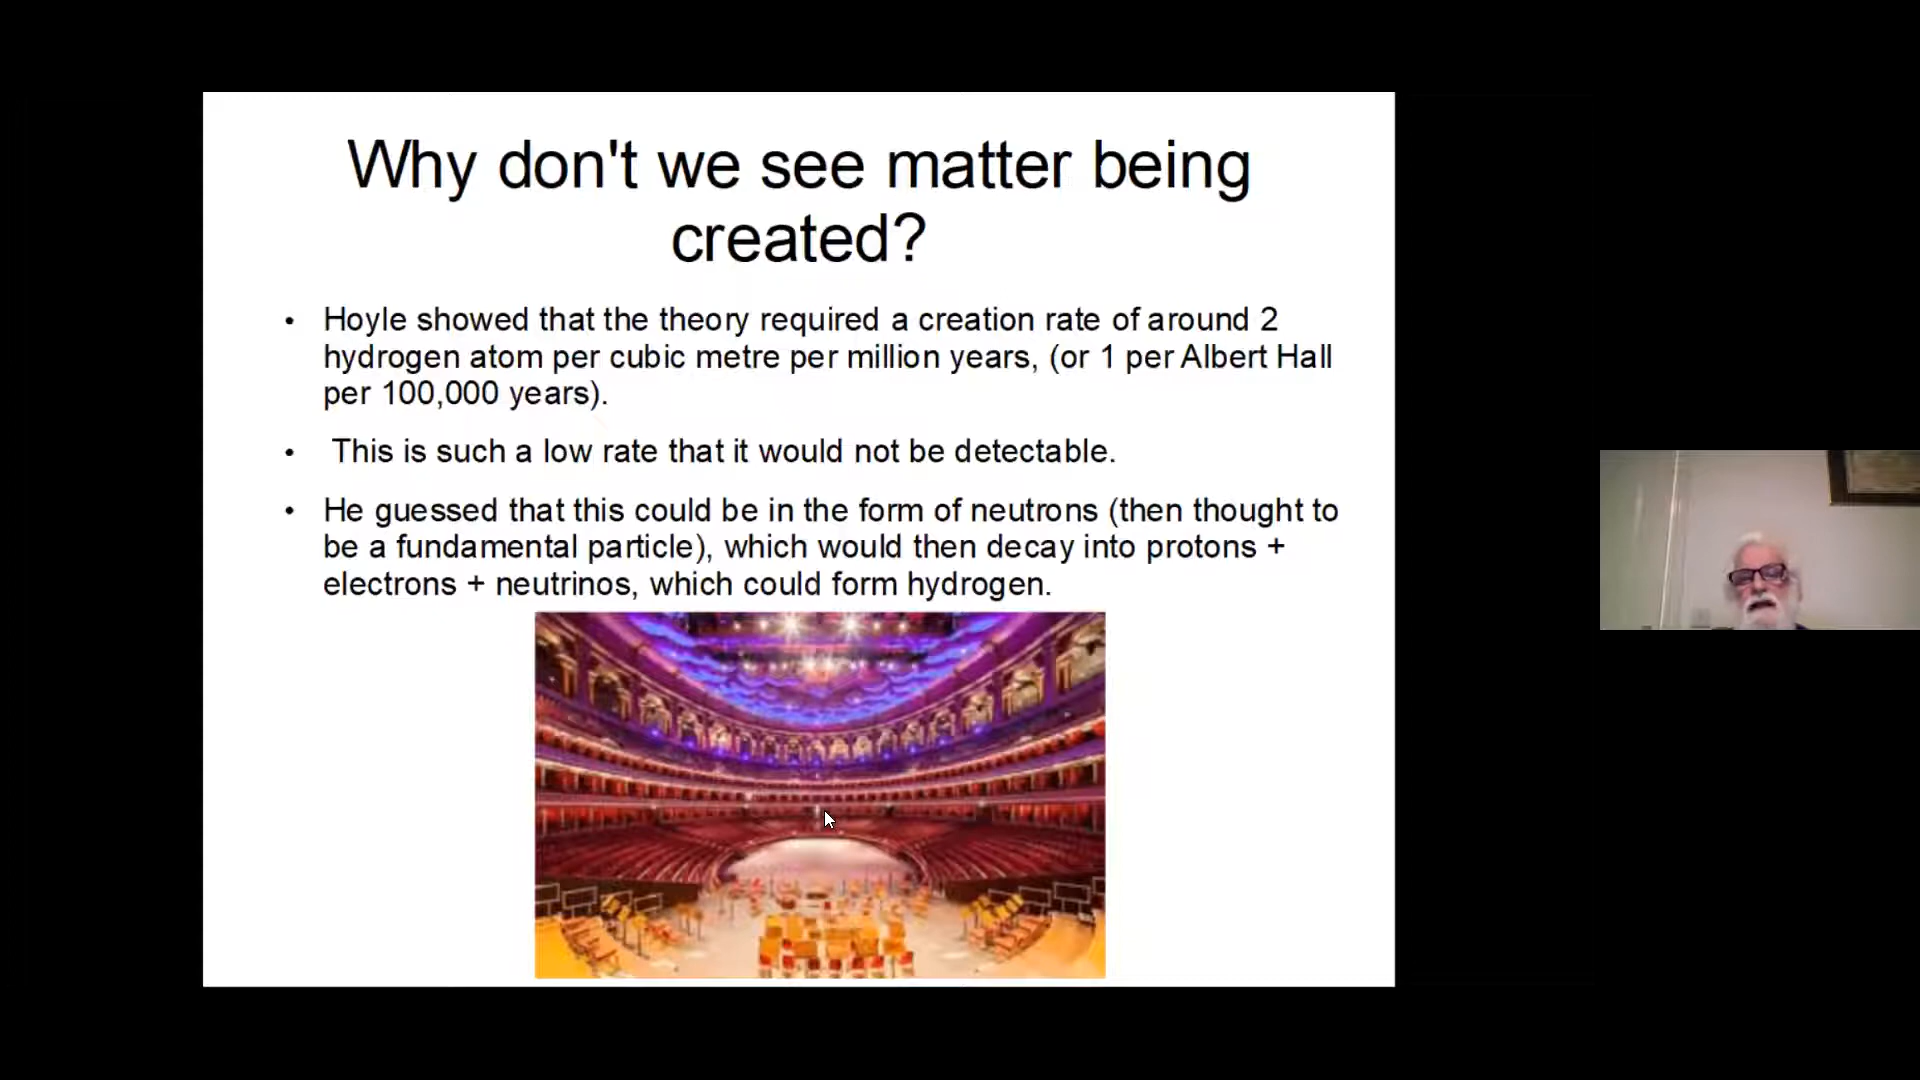 Why don't we see matter being
created?
• Hoyle showed that the theory required a creation rate of around 2
hydrogen atom per cubic metre per million years, (or 1 per Albert Hall
per 100,000 years).
• This is such a low rate that it would not be detectable.
• He guessed that this could be in the form of neutrons (then thought to
be a fundamental particle), which would then decay into protons +
electrons + neutrinos, which could form hydrogen.